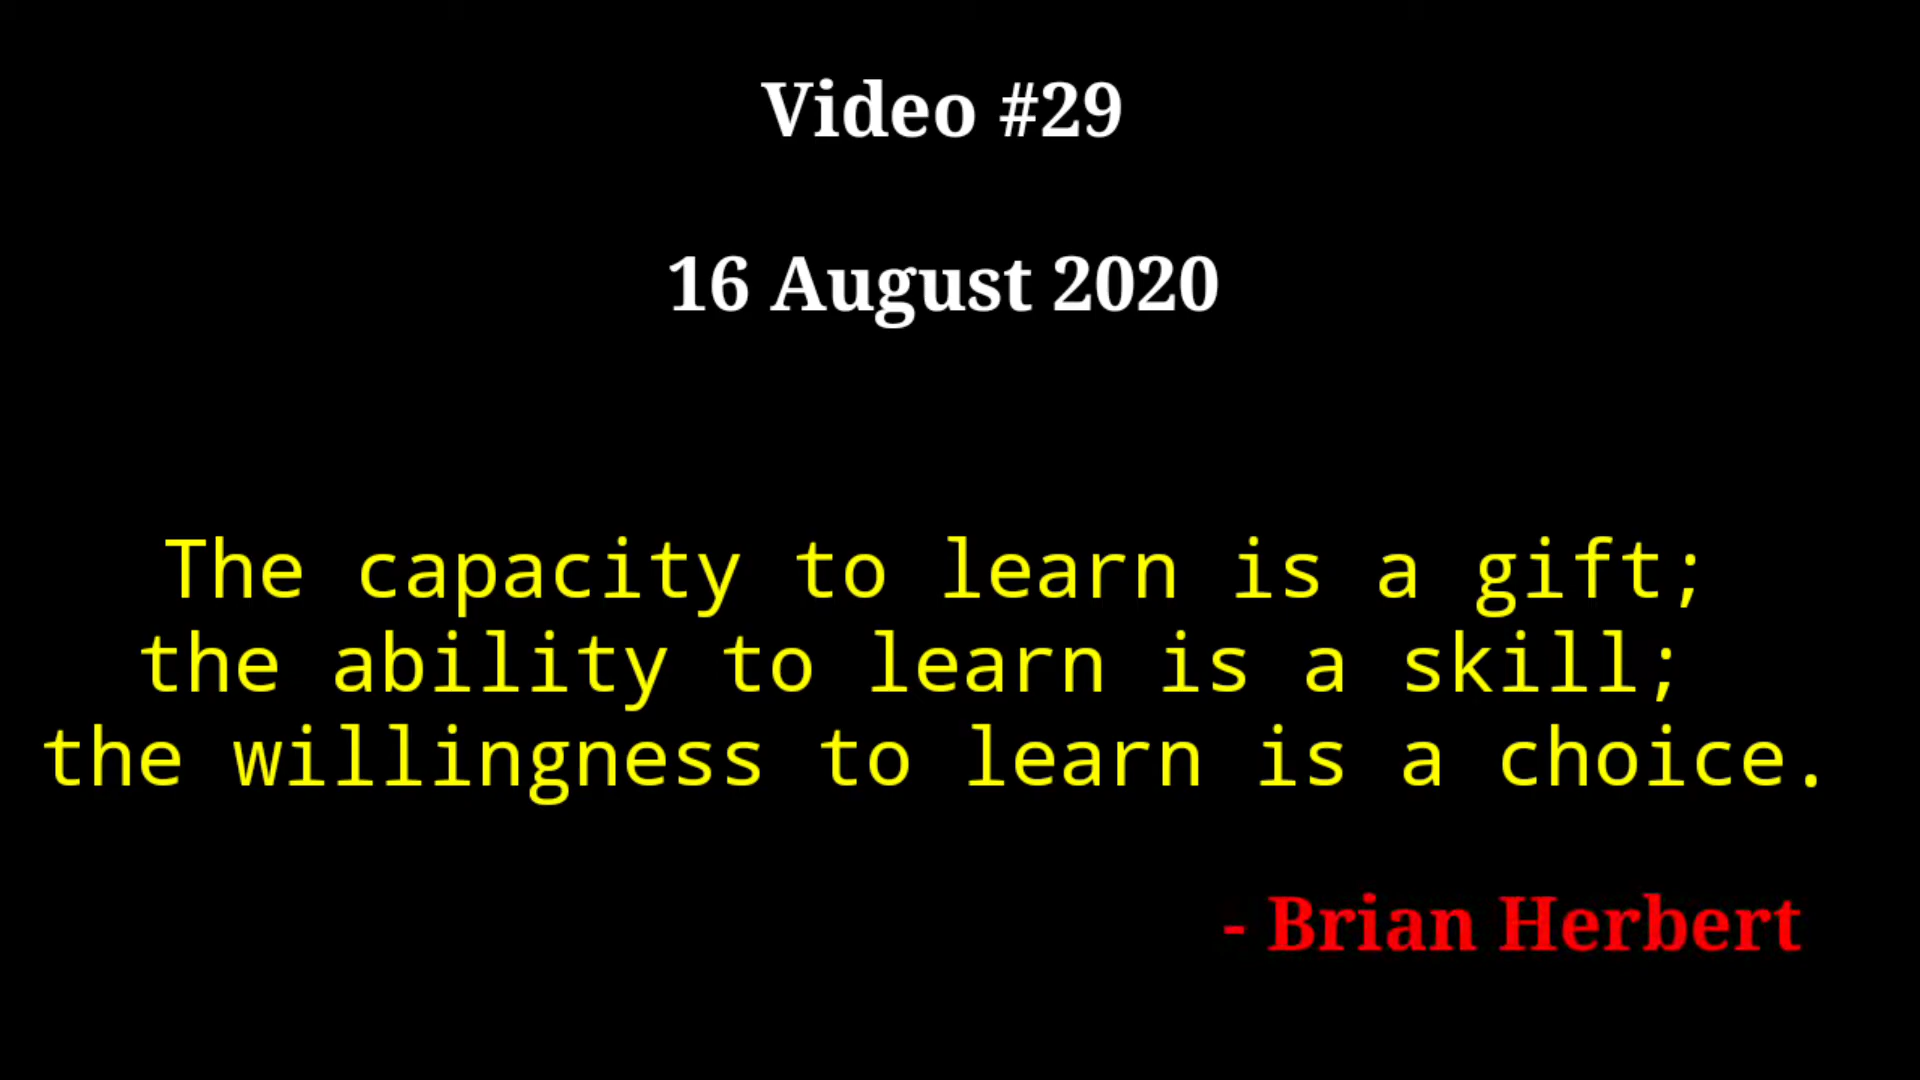 Video #29
16 August 2020
The capacity to learn is a gift;
the ability to learn is a skill;
the willingness to learn is a choice.
- Brian Herbert